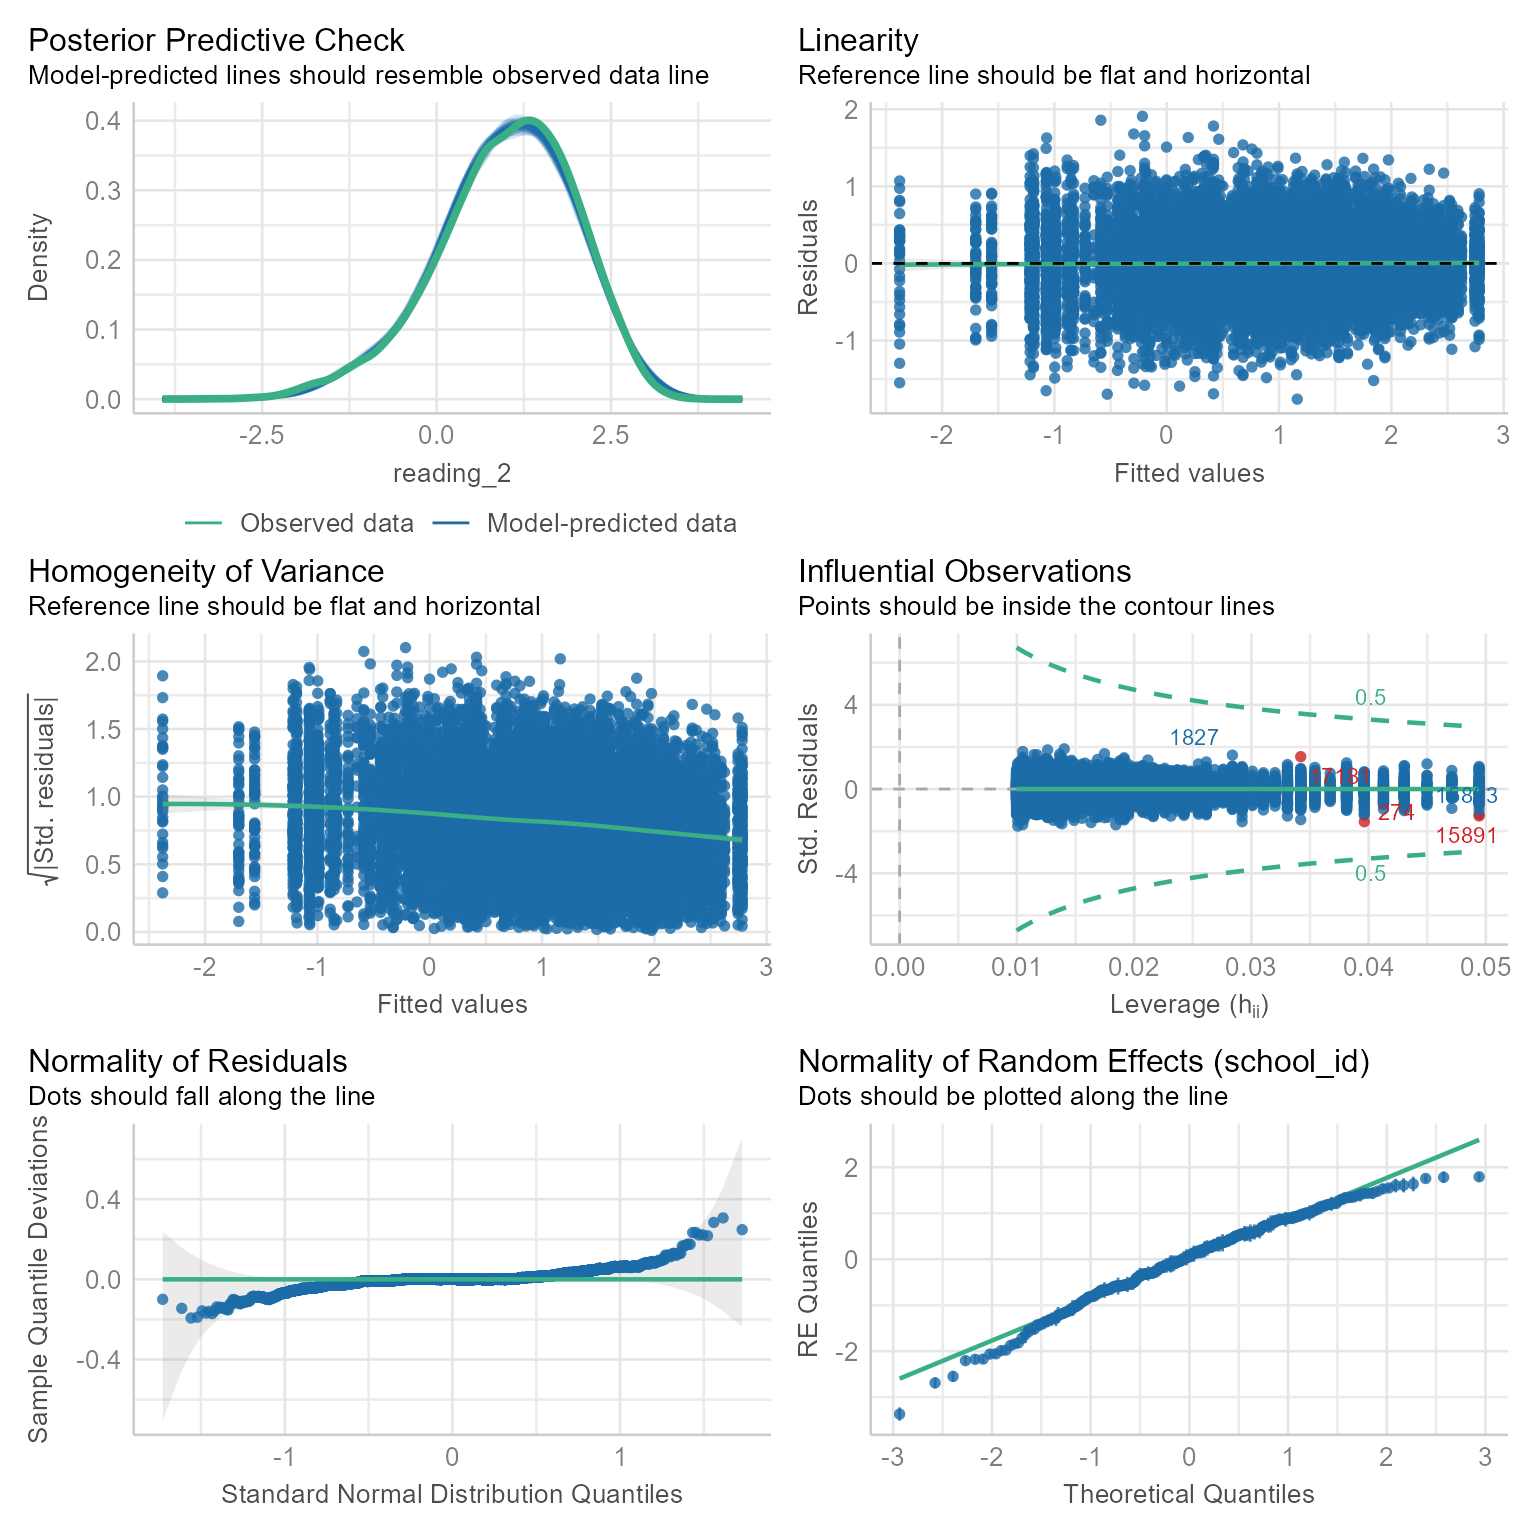 Posterior Predictive Check
Model-predicted lines should resemble observed data line
0.4
0.3
0.2
0.1
0.0
Density
-2.5
0.0
2.5
reading_2
Observed data
Model-predicted data
Linearity
Reference line should be flat and horizontal
2
1
0
-1
Residuals
-2
-1
0
1
2
3
Fitted values
Homogeneity of Variance
Reference line should be flat and horizontal
2.0
1.5
1.0
0.5
0.0
√|Std. residuals|
-2
-1
0
1
2
3
Fitted values
Influential Observations
Points should be inside the contour lines
4
0
-4
Std. Residuals
0.5
1827
17181
274
15891
0.5
0.00
0.01
0.02
0.03
0.04
0.05
Leverage (hii)
Normality of Residuals
Dots should fall along the line
0.4
0.0
-0.4
Sample Quantile Deviations
-1
0
1
Standard Normal Distribution Quantiles
Normality of Random Effects (school_id)
Dots should be plotted along the line
2
0
-2
RE Quantiles
-3
-2
-1
0
1
2
3
Theoretical Quantiles